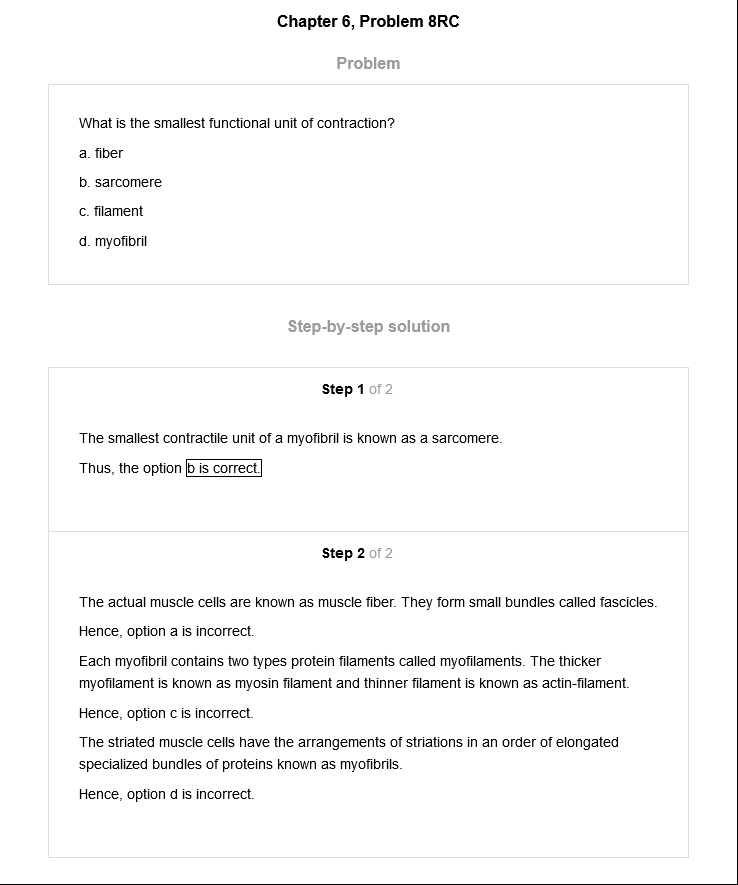 Chapter 6, Problem 8RC
Problem
What is the smallest functional unit of contraction?
a. fiber
b. sarcomere
c. filament
d. myofibril
Step-by-step solution
Step 1 of 2
The smallest contractile unit of a myofibril is known as a sarcomere.
Thus, the option b is correct.
Step 2 of 2
The actual muscle cells are known as muscle fiber. They form small bundles called fascicles.
Hence, option a is incorrect.
Each myofibril contains two types protein filaments called myofilaments. The thicker
myofilament is known as myosin filament and thinner filament is known as actin-filament.
Hence, option c is incorrect.
The striated muscle cells have the arrangements of striations in an order of elongated
specialized bundles of proteins known as myofibrils.
Hence, option d is incorrect.